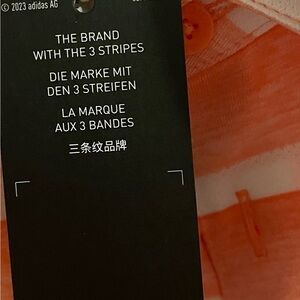 © 2023 adidas AG
THE BRAND
WITH THE 3 STRIPES
DIE MARKE MIT
DEN 3 STREIFEN
LA MARQUE
AUX 3 BANDES
三条纹品牌